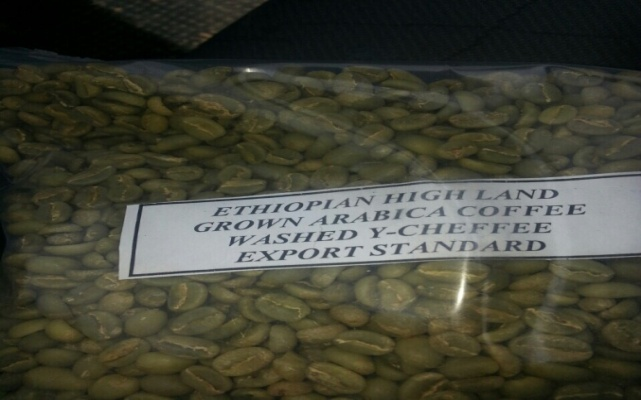 ETHIOPIAN HIGH LAND
GROWN ARABICA COFFEE
WASHED Y-CHEFFEE
EXPORT STANDARD